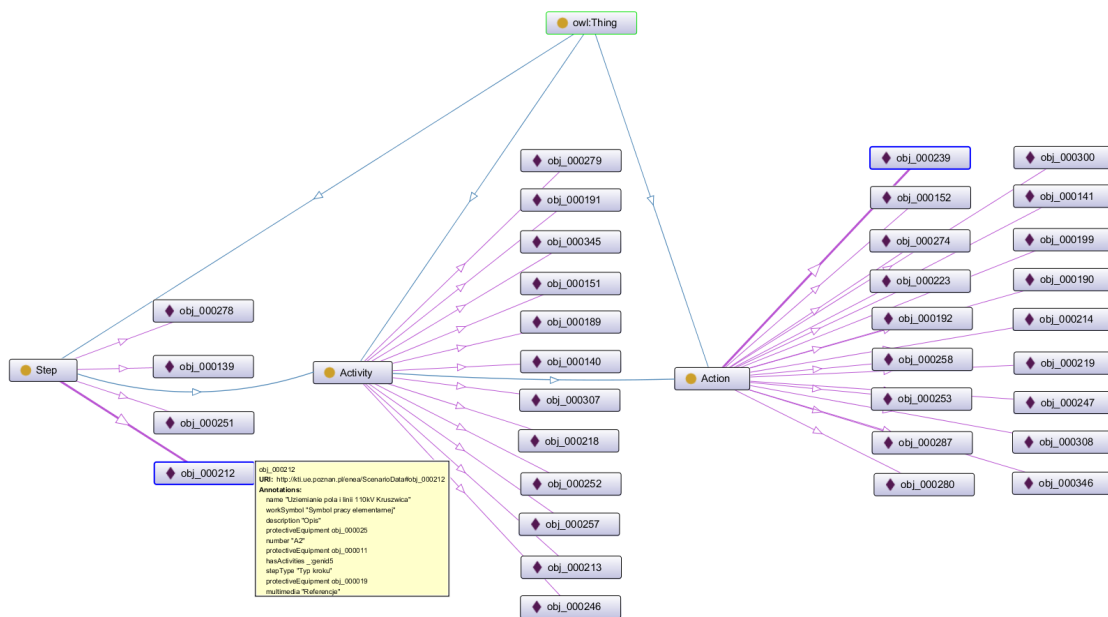 owl:Thing
obj_000279
obj_000191
obj_000345
obj_000151
obj_000189
obj_000140
obj_000307
obj_000218
obj_000252
obj_000257
obj_000213
obj_000246
obj_000239
obj_000152
obj_000274
obj_000223
obj_000192
obj_000258
obj_000253
obj_000287
obj_000280
obj_000300
obj_000141
obj_000199
obj_000190
obj_000214
obj_000219
obj_000247
obj_000308
obj_000346
obj_000278
obj_000139
obj_000251
obj_000212
Step
Activity
Action
obj_000212
URI: http://kti.ue.poznan.pl/enea/ScenarioData#obj_000212
Annotations:
name "Uziemianie pola i linii 110kV Kruszwica"
workSymbol "Symbol pracy elementarnej"
description "Opis"
protectiveEquipment obj_000025
number "A2"
protectiveEquipment obj_000011
hasActivities _:genid5
stepType "Typ kroku"
protectiveEquipment obj_000019
multimedia "Referencje"